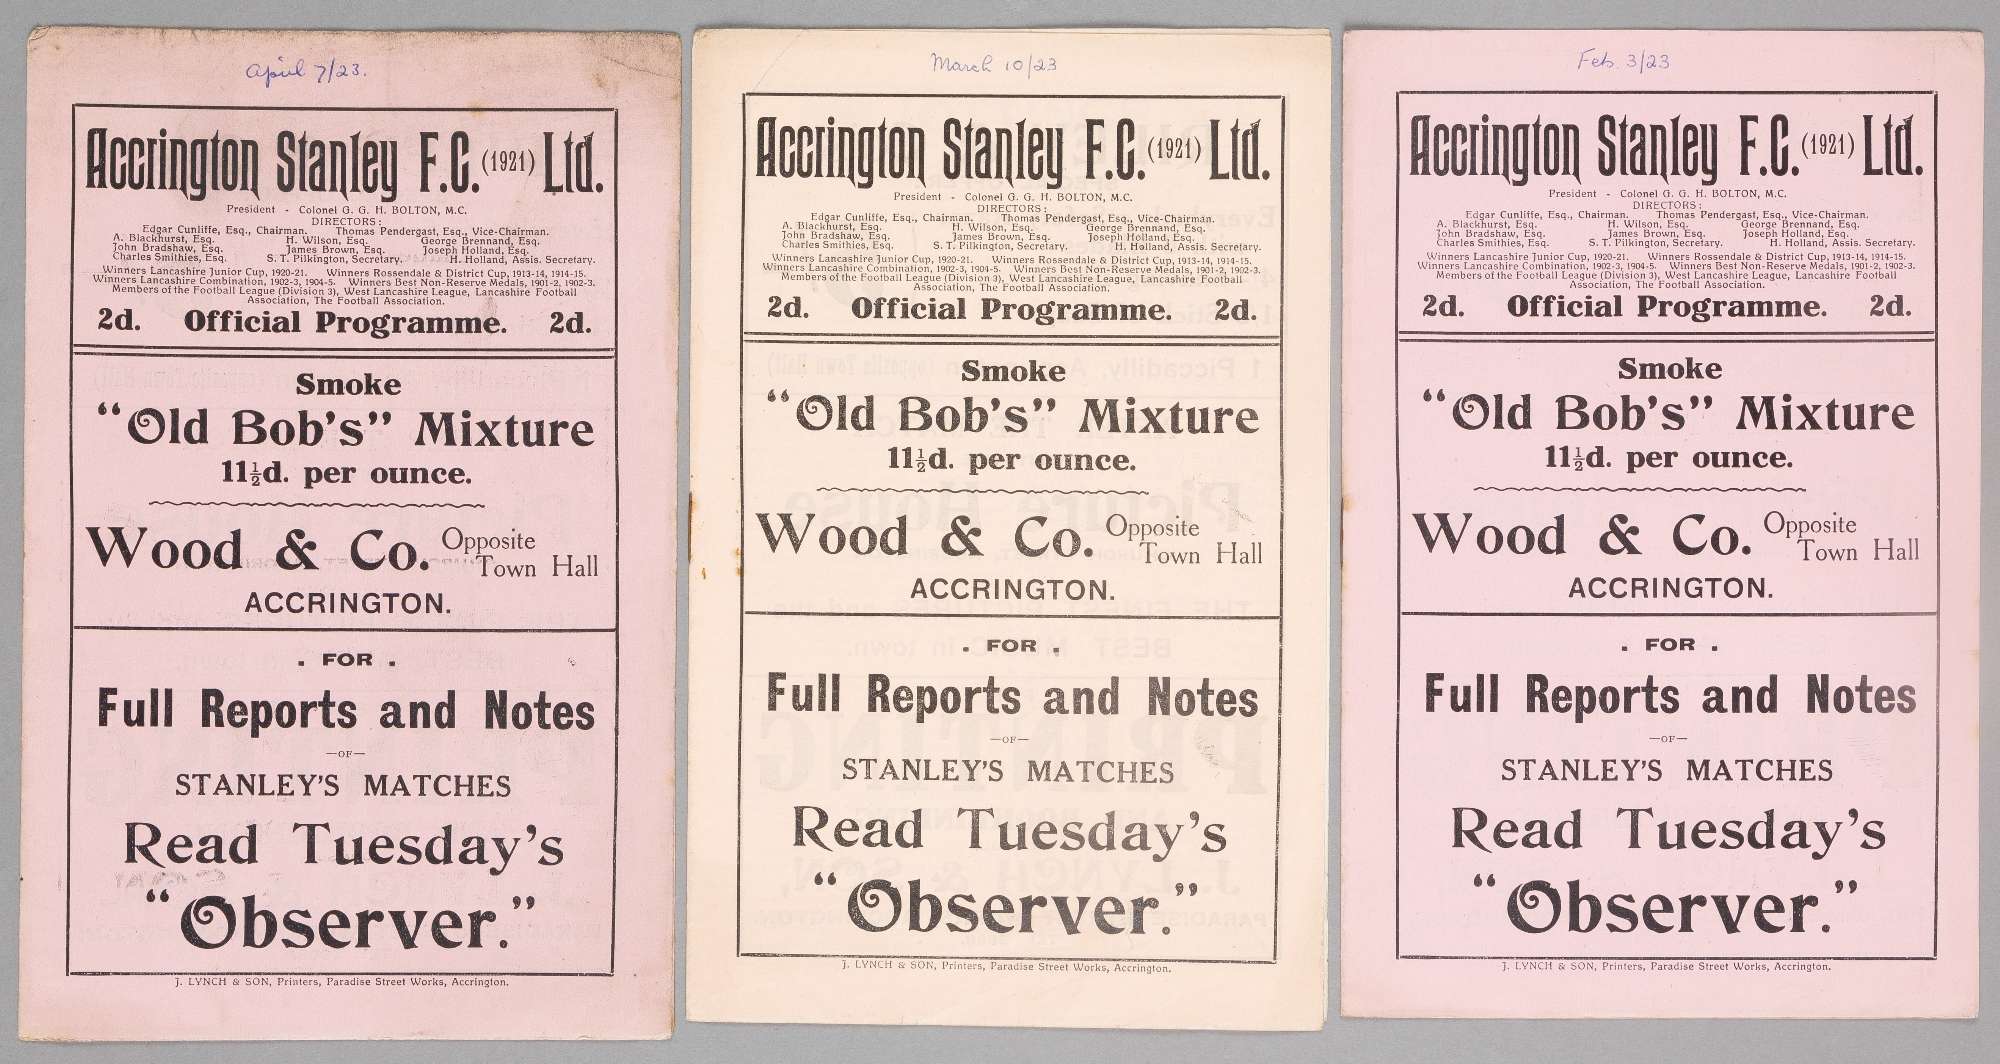 April 7/23.
Accrington Stanley F.C. (1921) Ltd.
President - Colonel G. G. H. BOLTON, M.C.
DIRECTORS:
Edgar Cunliffe, Esq., Chairman. Thomas Pendergast, Esq., Vice-Chairman.
A. Blackhurst, Esq. H. Wilson, Esq. George Brennand, Esq.
John Bradshaw, Esq. James Brown, Esq. Joseph Holland, Esq.
Charles Smithies, Esq. S. T. Pilkington, Secretary. H. Holland, Assis. Secretary.
Winners Lancashire Junior Cup, 1920-21. Winners Rossendale & District Cup, 1913-14, 1914-15.
Winners Lancashire Combination, 1902-3, 1904-5. Winners Best Non-Reserve Medals, 1901-2, 1902-3.
Members of the Football League (Division 3), West Lancashire League, Lancashire Football
Association, The Football Association.
2d. Official Programme. 2d.
Smoke
"Old Bob's" Mixture
11½d. per ounce.
Wood & Co. Opposite
Town Hall
ACCRINGTON.
. FOR .
Full Reports and Notes
—OF—
STANLEY'S MATCHES
Read Tuesday's
"Observer."
J. LYNCH & SON, Printers, Paradise Street Works, Accrington.
March 10/23
Accrington Stanley F.C. (1921) Ltd.
President - Colonel G. G. H. BOLTON, M.C.
DIRECTORS:
Edgar Cunliffe, Esq., Chairman. Thomas Pendergast, Esq., Vice-Chairman.
A. Blackhurst, Esq. H. Wilson, Esq. George Brennand, Esq.
John Bradshaw, Esq. James Brown, Esq. Joseph Holland, Esq.
Charles Smithies, Esq. S. T. Pilkington, Secretary. H. Holland, Assis. Secretary.
Winners Lancashire Junior Cup, 1920-21. Winners Rossendale & District Cup, 1913-14, 1914-15.
Winners Lancashire Combination, 1902-3, 1904-5. Winners Best Non-Reserve Medals, 1901-2, 1902-3.
Members of the Football League (Division 3), West Lancashire League, Lancashire Football
Association, The Football Association.
2d. Official Programme. 2d.
Smoke
"Old Bob's" Mixture
11½d. per ounce.
Wood & Co. Opposite
Town Hall
ACCRINGTON.
. FOR .
Full Reports and Notes
—OF—
STANLEY'S MATCHES
Read Tuesday's
"Observer."
J. LYNCH & SON, Printers, Paradise Street Works, Accrington.
Feb. 3/23
Accrington Stanley F.C. (1921) Ltd.
President - Colonel G. G. H. BOLTON, M.C.
DIRECTORS:
Edgar Cunliffe, Esq., Chairman. Thomas Pendergast, Esq., Vice-Chairman.
A. Blackhurst, Esq. H. Wilson, Esq. George Brennand, Esq.
John Bradshaw, Esq. James Brown, Esq. Joseph Holland, Esq.
Charles Smithies, Esq. S. T. Pilkington, Secretary. H. Holland, Assis. Secretary.
Winners Lancashire Junior Cup, 1920-21. Winners Rossendale & District Cup, 1913-14, 1914-15.
Winners Lancashire Combination, 1902-3, 1904-5. Winners Best Non-Reserve Medals, 1901-2, 1902-3.
Members of the Football League (Division 3), West Lancashire League, Lancashire Football
Association, The Football Association.
2d. Official Programme. 2d.
Smoke
"Old Bob's" Mixture
11½d. per ounce.
Wood & Co. Opposite
Town Hall
ACCRINGTON.
. FOR .
Full Reports and Notes
—OF—
STANLEY'S MATCHES
Read Tuesday's
"Observer."
J. LYNCH & SON, Printers, Paradise Street Works, Accrington.